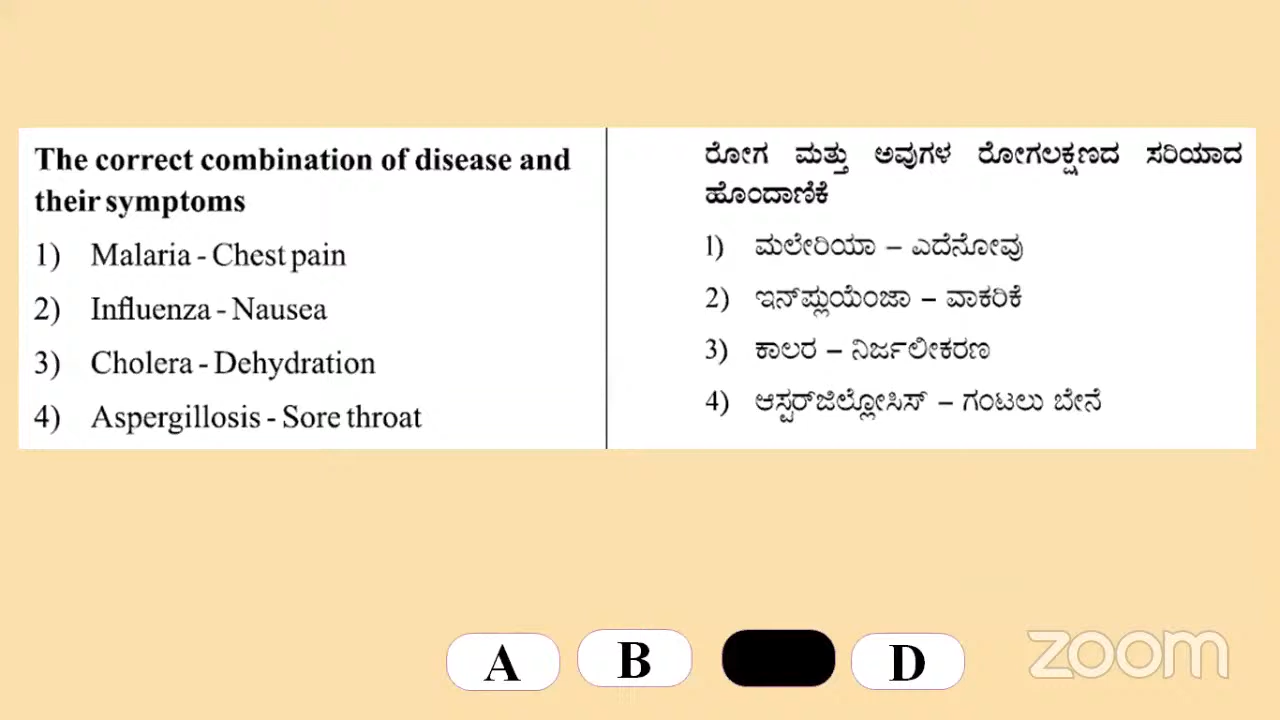 The correct combination of disease and
their symptoms
1) Malaria - Chest pain
2) Influenza - Nausea
3) Cholera - Dehydration
4) Aspergillosis - Sore throat
ರೋಗ ಮತ್ತು ಅವುಗಳ ರೋಗಲಕ್ಷಣದ ಸರಿಯಾದ
ಹೊಂದಾಣಿಕೆ
1) ಮಲೇರಿಯಾ – ಎದೆನೋವು
2) ಇನ್‌ಪ್ಲುಯೆಂಜಾ – ವಾಕರಿಕೆ
3) ಕಾಲರ – ನಿರ್ಜಲೀಕರಣ
4) ಆಸ್ಪರ್‌ಜಿಲ್ಲೋಸಿಸ್ – ಗಂಟಲು ಬೇನೆ
A B D
zoom